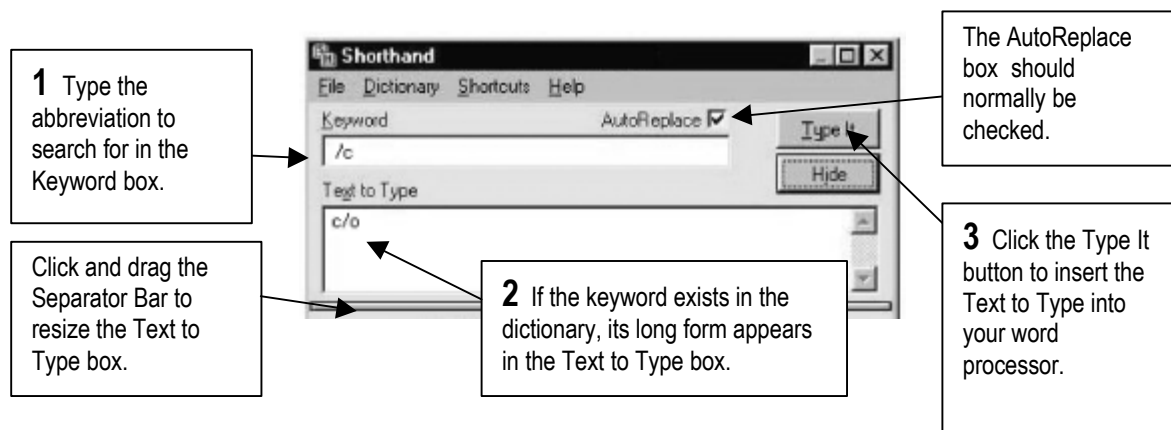 1 Type the
abbreviation to
search for in the
Keyword box.
Click and drag the
Separator Bar to
resize the Text to
Type box.
Shorthand
File Dictionary Shortcuts Help
Keyword AutoReplace
/c
Type It
Hide
Text to Type
c/o
2 If the keyword exists in the
dictionary, its long form appears
in the Text to Type box.
The AutoReplace
box should
normally be
checked.
3 Click the Type It
button to insert the
Text to Type into
your word
processor.